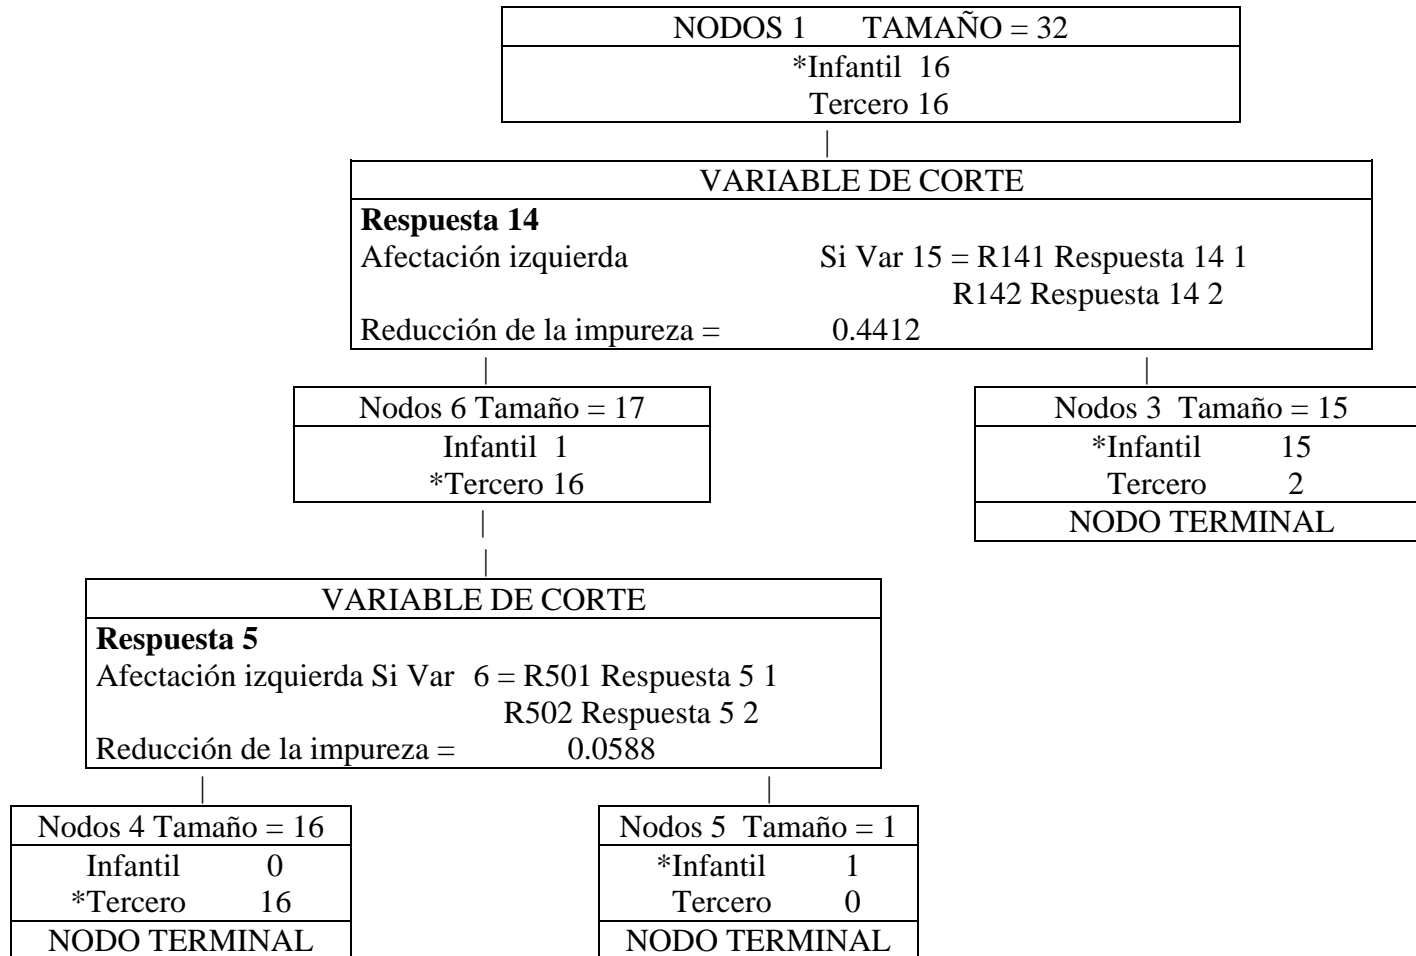 NODOS 1 TAMAÑO = 32
*Infantil 16
Tercero 16
VARIABLE DE CORTE
Respuesta 14
Afectación izquierda Si Var 15 = R141 Respuesta 14 1
R142 Respuesta 14 2
Reducción de la impureza = 0.4412
Nodos 6 Tamaño = 17
Infantil 1
*Tercero 16
Nodos 3 Tamaño = 15
*Infantil 15
Tercero 2
NODO TERMINAL
VARIABLE DE CORTE
Respuesta 5
Afectación izquierda Si Var 6 = R501 Respuesta 5 1
R502 Respuesta 5 2
Reducción de la impureza = 0.0588
Nodos 4 Tamaño = 16
Infantil 0
*Tercero 16
NODO TERMINAL
Nodos 5 Tamaño = 1
*Infantil 1
Tercero 0
NODO TERMINAL